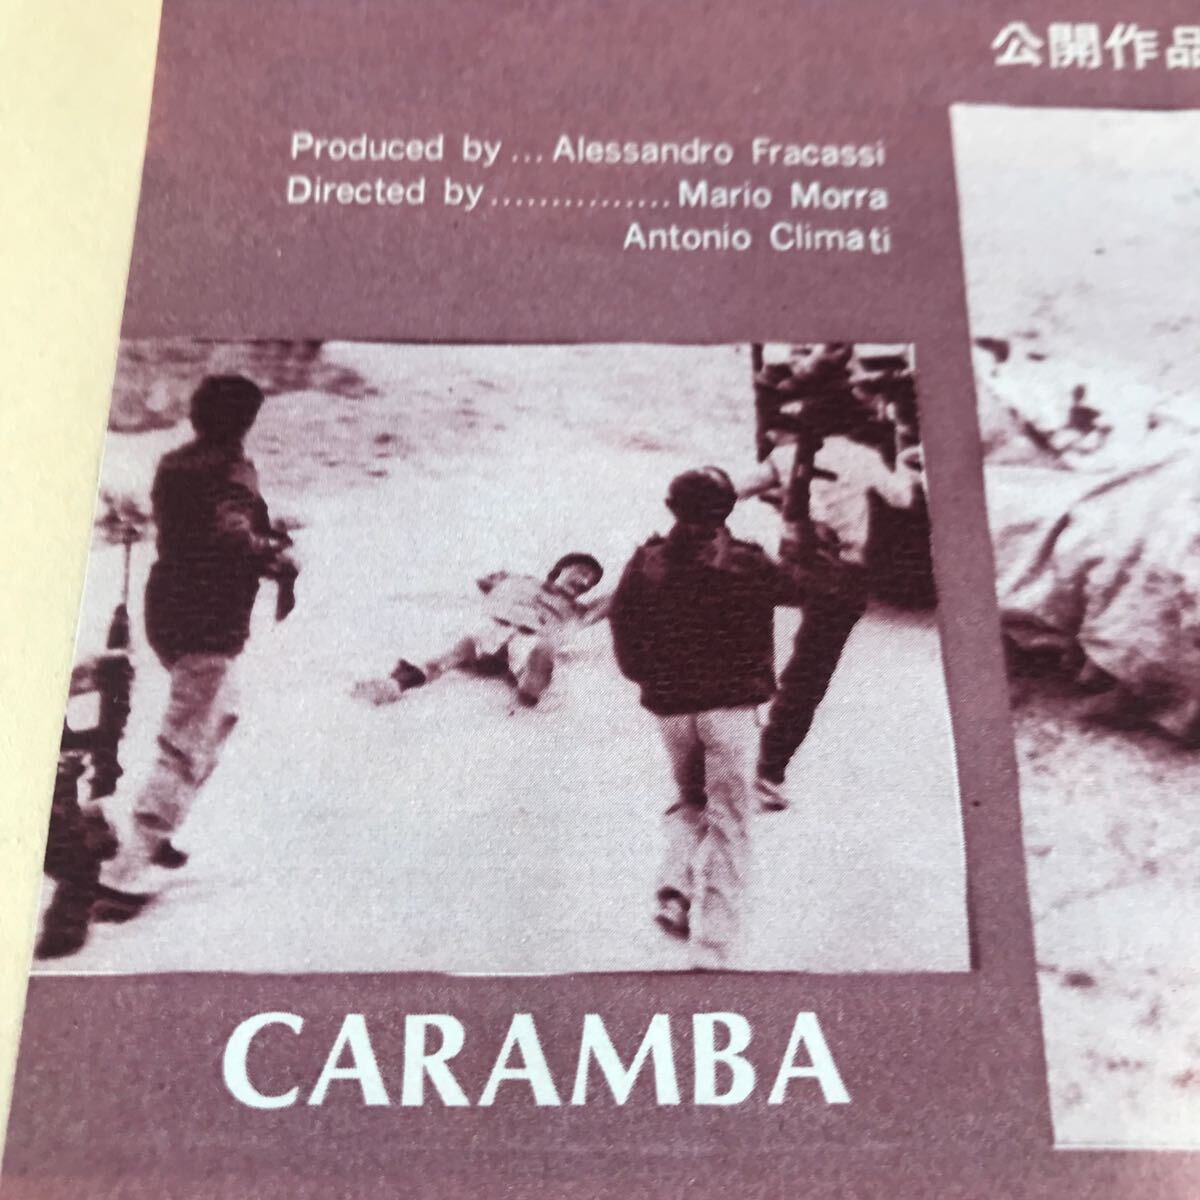 公開作品
Produced by ... Alessandro Fracassi
Directed by ............... Mario Morra
Antonio Climati
CARAMBA